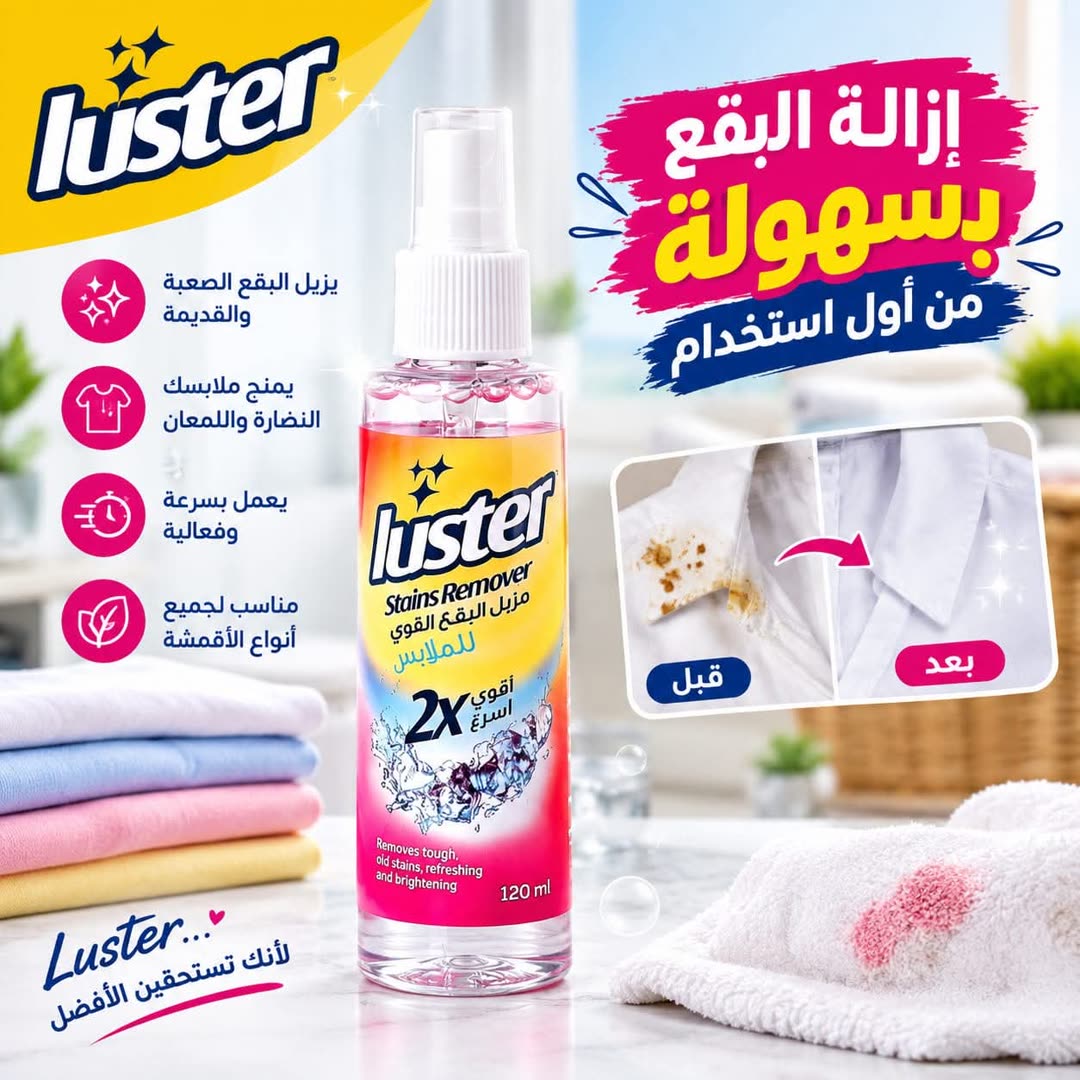 luster
إزالة البقع
بسهولة
من أول استخدام
يزيل البقع الصعبة
والقديمة
يمنح ملابسك
النضارة واللمعان
يعمل بسرعة
وفعالية
مناسب لجميع
أنواع الأقمشة
luster
Stains Remover
مزيل البقع القوي
للملابس
2x
أقوي
اسرع
Removes tough,
old stains, refreshing
and brightening
120 ml
قبل
بعد
Luster...
لأنك تستحقين الأفضل